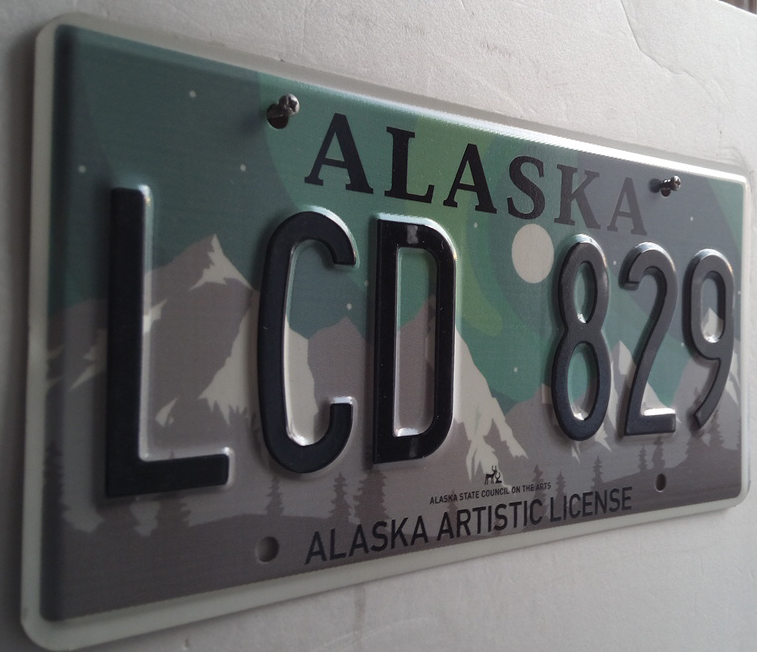 ALASKA
LCD 829
ALASKA STATE COUNCIL ON THE ARTS
ALASKA ARTISTIC LICENSE